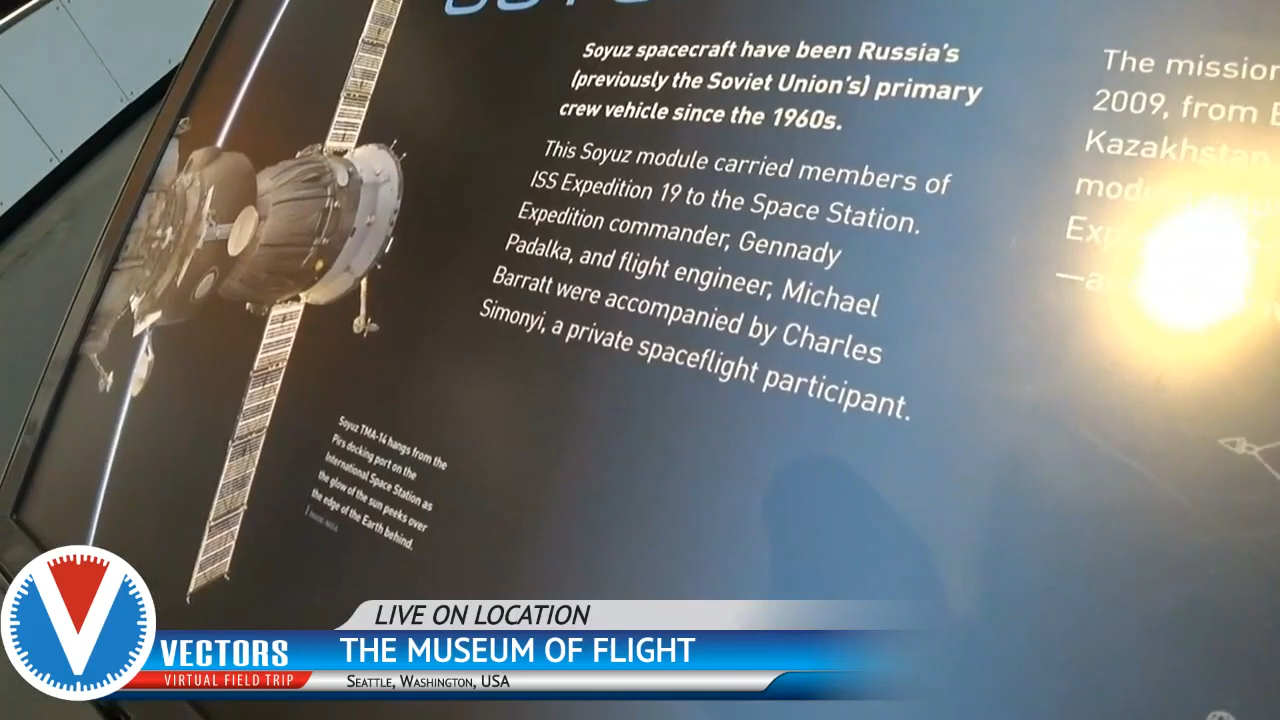 Soyuz spacecraft have been Russia's
(previously the Soviet Union's) primary
crew vehicle since the 1960s.
This Soyuz module carried members of
ISS Expedition 19 to the Space Station.
Expedition commander, Gennady
Padalka, and flight engineer, Michael
Barratt were accompanied by Charles
Simonyi, a private spaceflight participant.
The mission
2009, from
Kazakhstan
Soyuz TMA-14 hangs from the
Pirs docking port on the
International Space Station as
the glow of the sun peeks over
the edge of the Earth behind.
LIVE ON LOCATION
THE MUSEUM OF FLIGHT
SEATTLE, WASHINGTON, USA
V
VECTORS
VIRTUAL FIELD TRIP